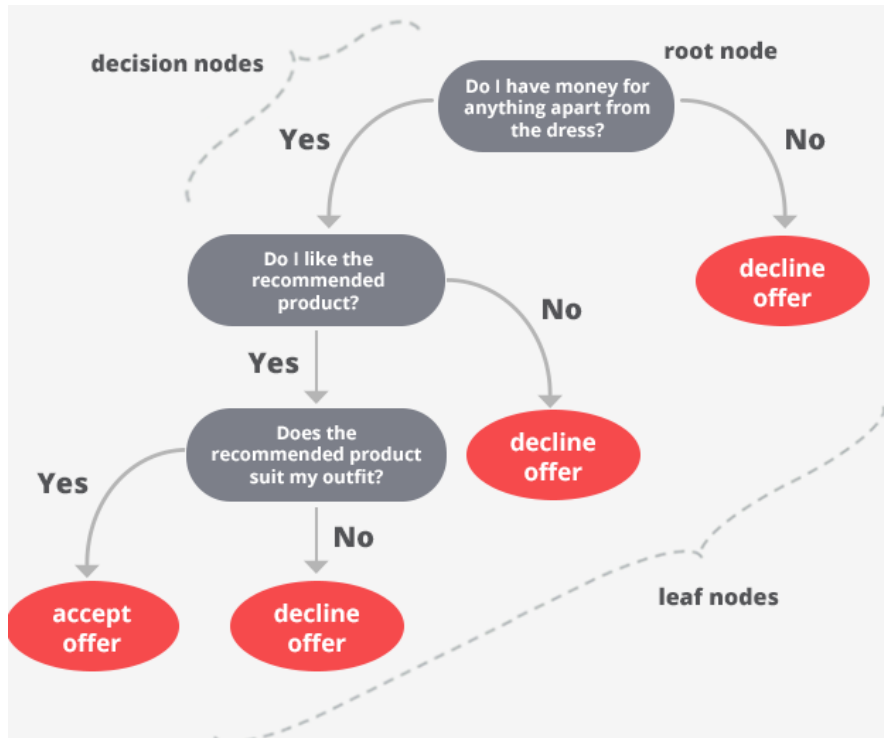 decision nodes
root node
Do I have money for
anything apart from
the dress?
Yes
No
Do I like the
recommended
product?
decline
offer
No
Yes
Does the
recommended product
suit my outfit?
decline
offer
Yes
No
accept
offer
decline
offer
leaf nodes